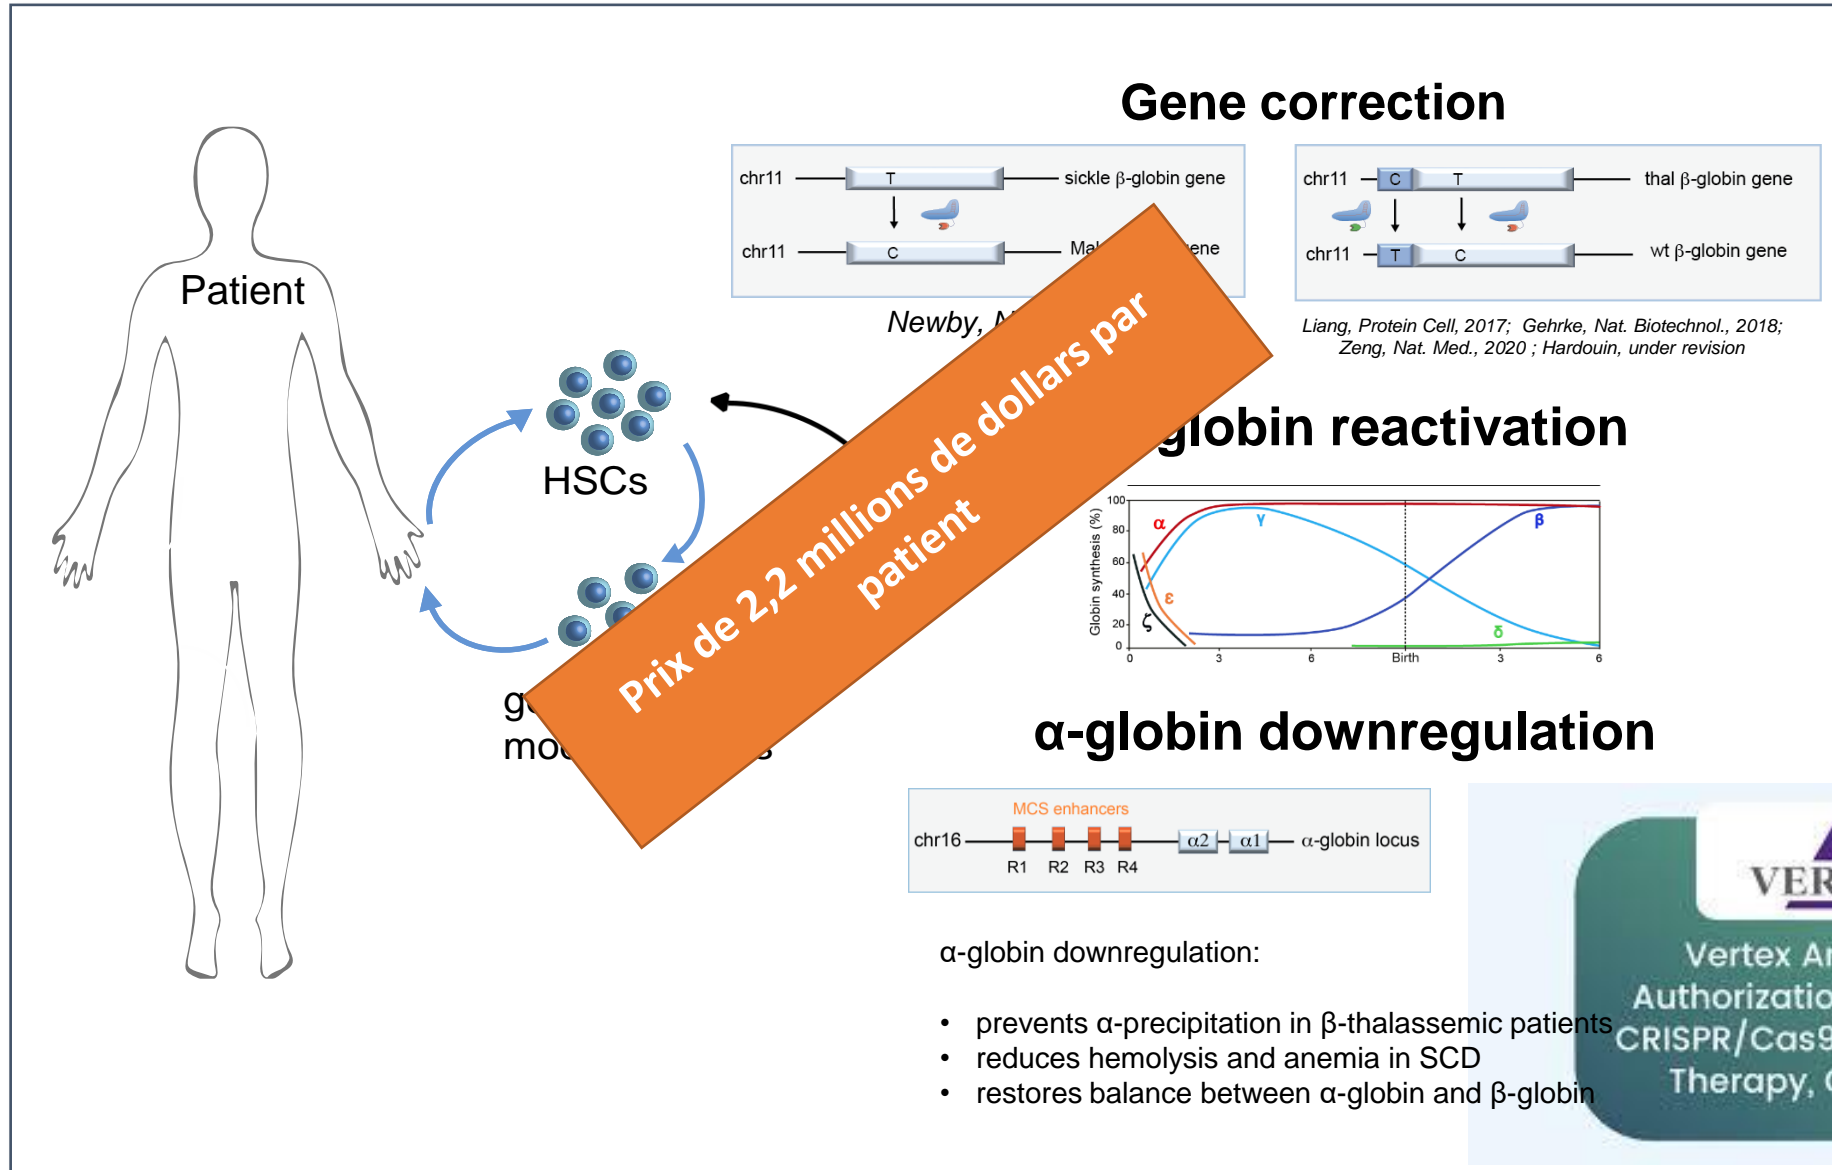 Gene correction
chr11 T sickle β-globin gene
chr11 C
chr11 C T thal β-globin gene
chr11 T C wt β-globin gene
Newby,
Liang, Protein Cell, 2017; Gehrke, Nat. Biotechnol., 2018;
Zeng, Nat. Med., 2020 ; Hardouin, under revision
Patient
HSCs
Prix de 2,2 millions de dollars par
patient
globin reactivation
Globin synthesis (%)
100
80
60
40
20
0
α γ β
ε
ζ
δ
0 3 6 Birth 3 6
α-globin downregulation
MCS enhancers
chr16 α2 α1 α-globin locus
R1 R2 R3 R4
α-globin downregulation:
• prevents α-precipitation in β-thalassemic patients
• reduces hemolysis and anemia in SCD
• restores balance between α-globin and β-globin
Vertex
CRISPR/Cas9
Therapy,